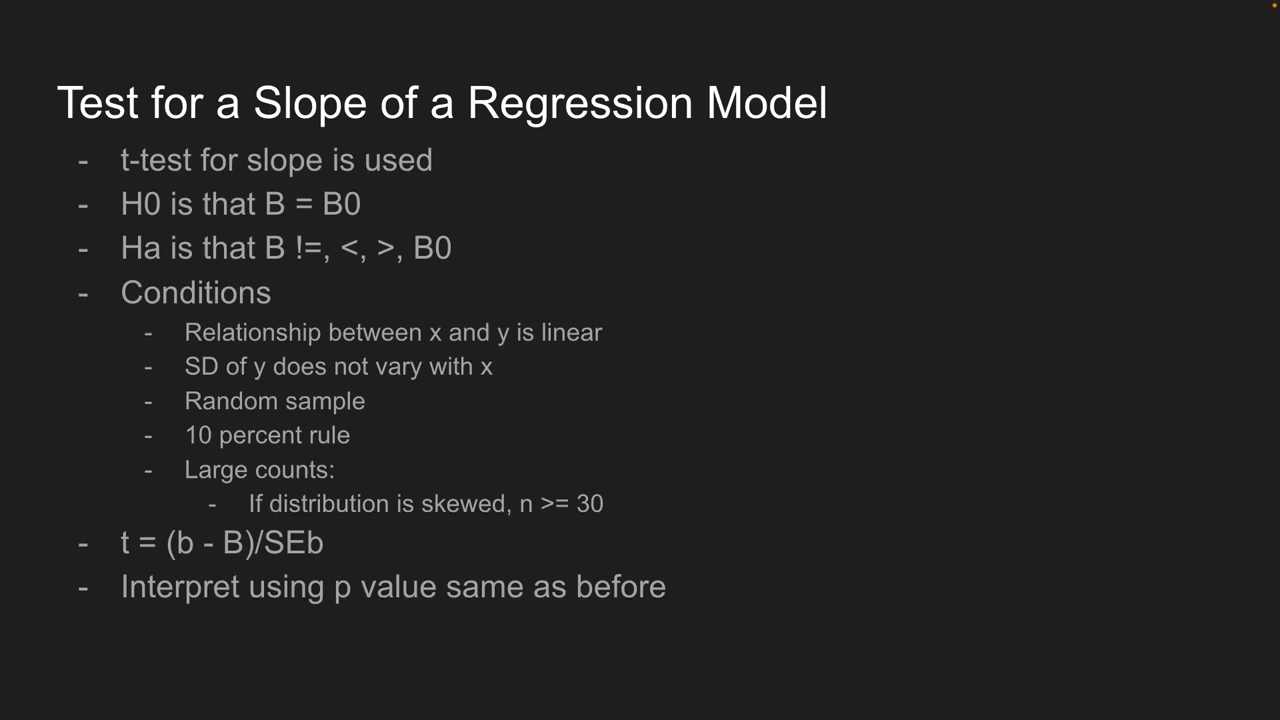 Test for a Slope of a Regression Model
- t-test for slope is used
- H0 is that B = B0
- Ha is that B !=, <, >, B0
- Conditions
- Relationship between x and y is linear
- SD of y does not vary with x
- Random sample
- 10 percent rule
- Large counts:
- If distribution is skewed, n >= 30
- t = (b - B)/SEb
- Interpret using p value same as before